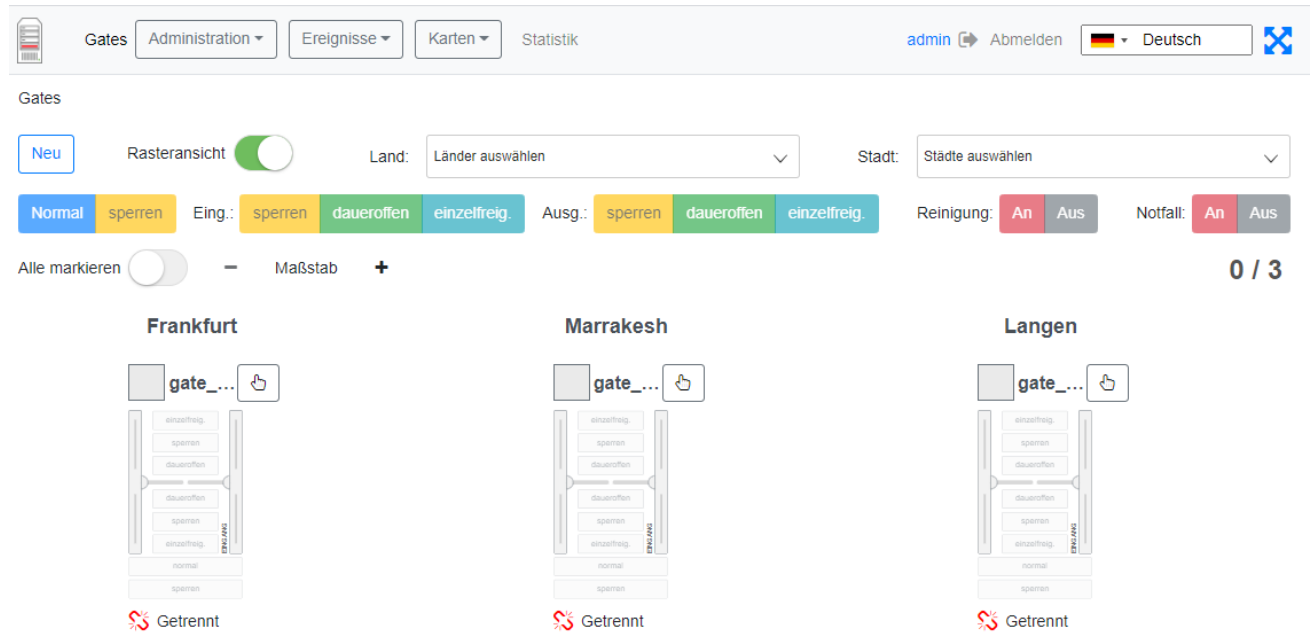 Gates Administration Ereignisse Karten Statistik admin Abmelden Deutsch
Gates
Neu Rasteransicht Land: Länder auswählen Stadt: Städte auswählen
Normal sperren Eing.: sperren daueroffen einzelfreig. Ausg.: sperren daueroffen einzelfreig. Reinigung: An Aus Notfall: An Aus
Alle markieren − Maßstab + 0 / 3
Frankfurt Marrakesh Langen
gate_... gate_... gate_...
einzelfreig. einzelfreig. einzelfreig.
sperren sperren sperren
daueroffen daueroffen daueroffen
daueroffen daueroffen daueroffen
sperren sperren sperren
einzelfreig. EINGANG einzelfreig. EINGANG einzelfreig. EINGANG
normal normal normal
sperren sperren sperren
Getrennt Getrennt Getrennt